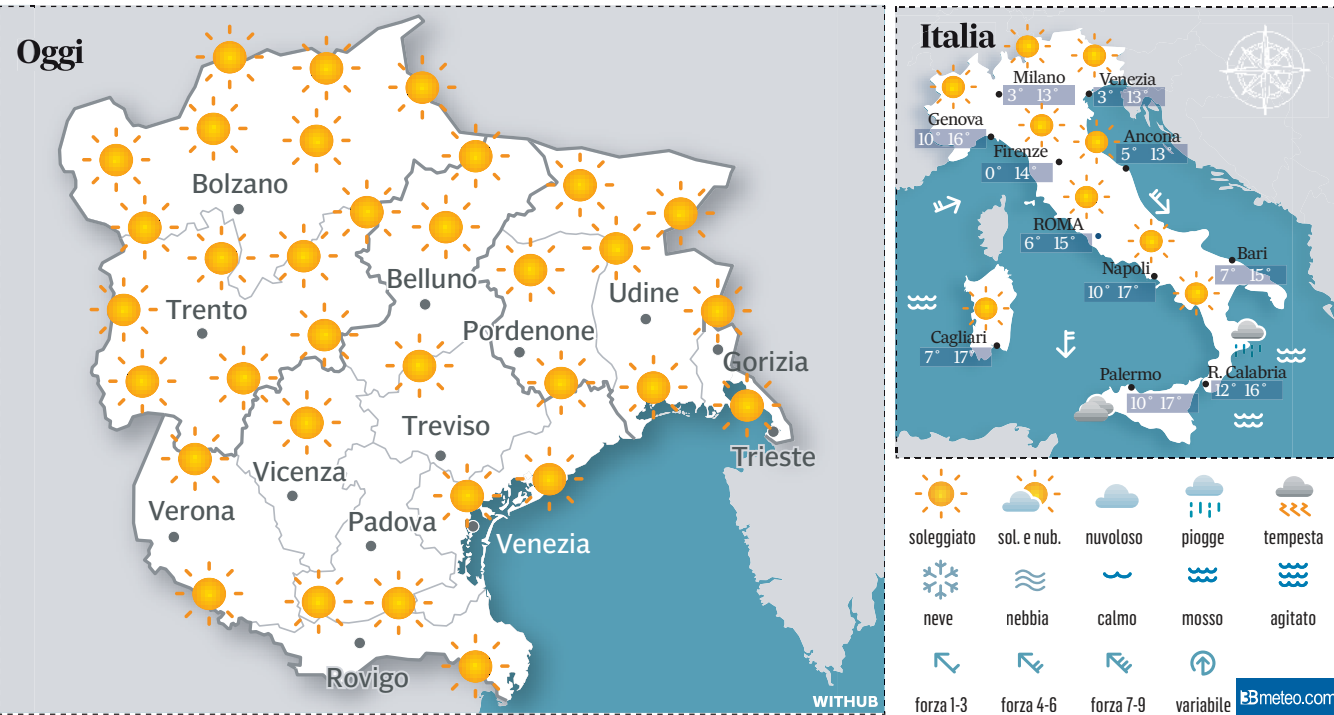 Oggi
Bolzano
Trento
Belluno
Pordenone
Udine
Gorizia
Trieste
Treviso
Vicenza
Verona
Padova
Venezia
Rovigo
WITHUB
Italia
Milano
3° 13°
Venezia
3° 13°
Genova
10° 16°
Ancona
5° 13°
Firenze
0° 14°
ROMA
6° 15°
Bari
7° 15°
Napoli
10° 17°
Cagliari
7° 17°
Palermo
10° 17°
R. Calabria
12° 16°
soleggiato sol. e nub. nuvoloso piogge tempesta
neve nebbia calmo mosso agitato
forza 1-3 forza 4-6 forza 7-9 variabile
3Bmeteo.com